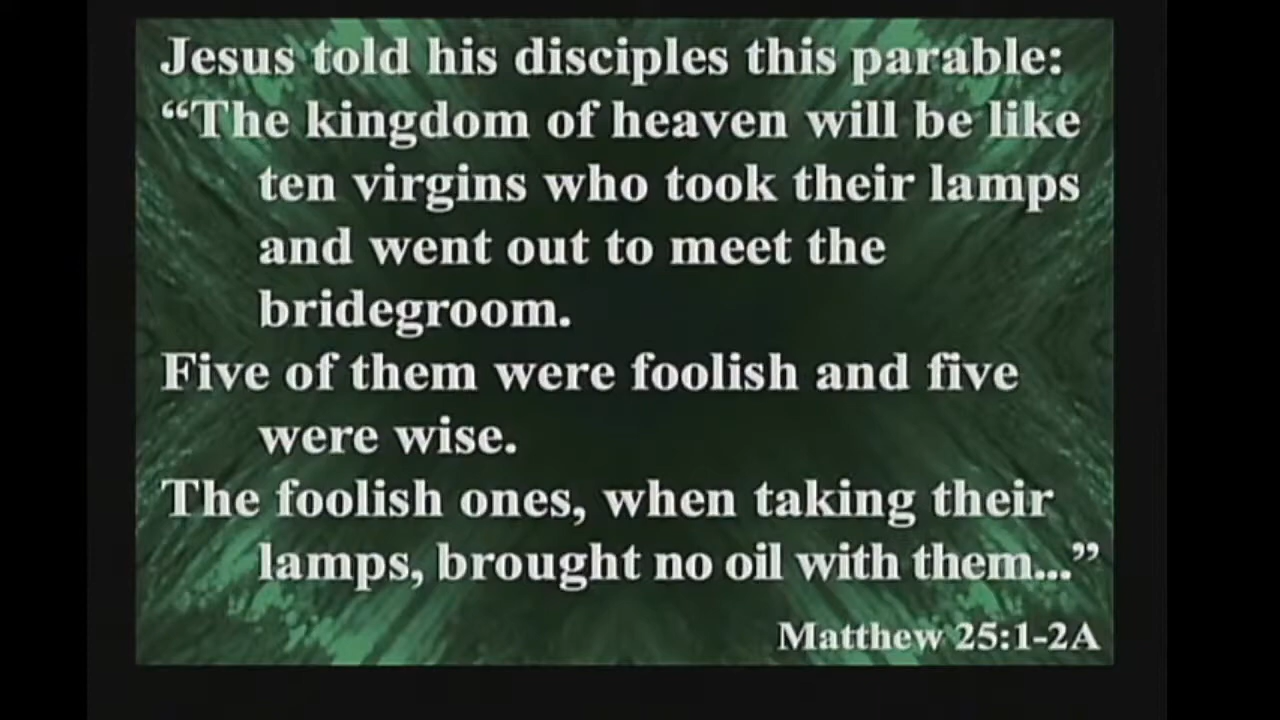 Jesus told his disciples this parable:
“The kingdom of heaven will be like
ten virgins who took their lamps
and went out to meet the
bridegroom.
Five of them were foolish and five
were wise.
The foolish ones, when taking their
lamps, brought no oil with them...”
Matthew 25:1-2A